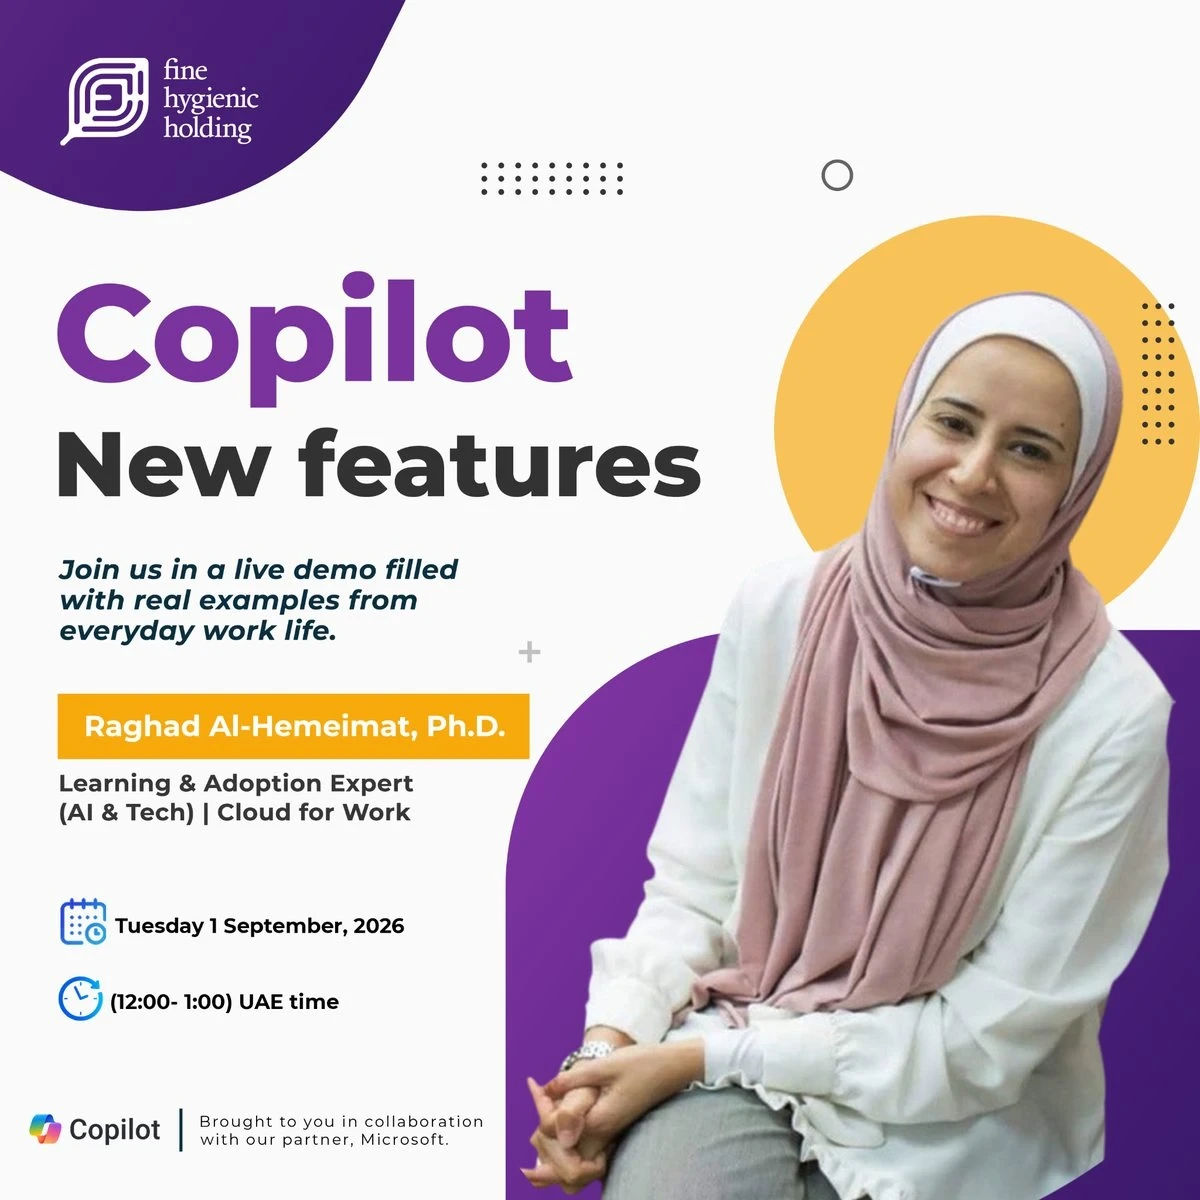 fine
hygienic
holding
Copilot
New features
Join us in a live demo filled
with real examples from
everyday work life.
Raghad Al-Hemeimat, Ph.D.
Learning & Adoption Expert
(AI & Tech) | Cloud for Work
Tuesday 1 September, 2026
(12:00- 1:00) UAE time
Copilot
Brought to you in collaboration
with our partner, Microsoft.